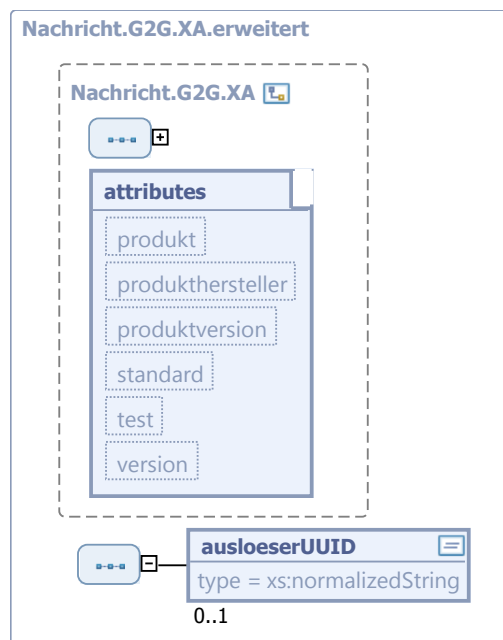 Nachricht.G2G.XA.erweitert
Nachricht.G2G.XA
attributes
produkt
produkthersteller
produktversion
standard
test
version
ausloeserUUID
type = xs:normalizedString
0..1